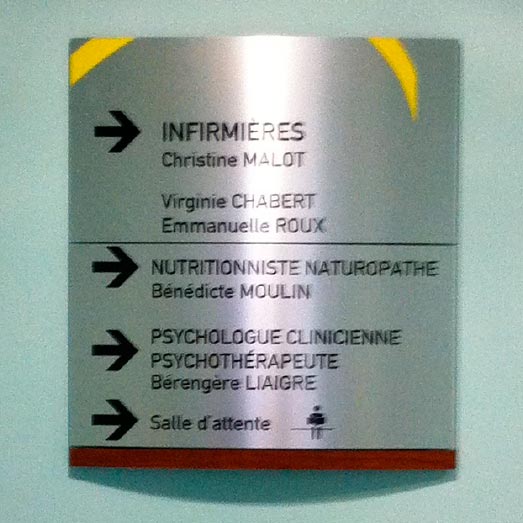 INFIRMIÈRES
Christine MALOT
Virginie CHABERT
Emmanuelle ROUX
NUTRITIONNISTE NATUROPATHE
Bénédicte MOULIN
PSYCHOLOGUE CLINICIENNE
PSYCHOTHÉRAPEUTE
Bérengère LIAIGRE
Salle d'attente